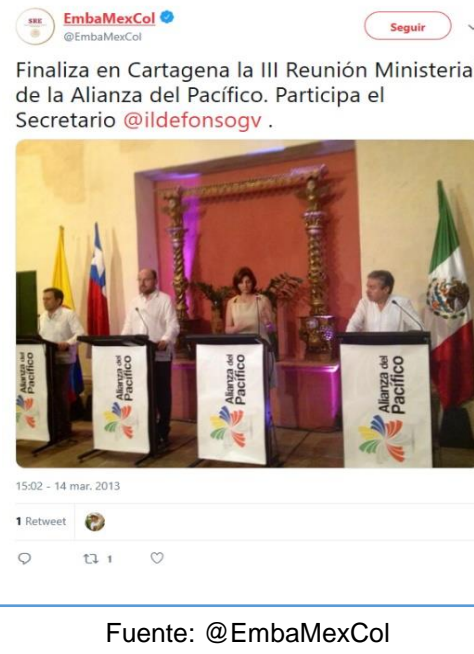 SRE
EmbaMexCol
@EmbaMexCol
Seguir
Finaliza en Cartagena la III Reunión Ministeria
de la Alianza del Pacífico. Participa el
Secretario @ildefonsogv .
Alianza del
Pacífico
Alianza del
Pacífico
Alianza del
Pacífico
Alianza del
Pacífico
15:02 - 14 mar. 2013
1 Retweet
1
Fuente: @EmbaMexCol